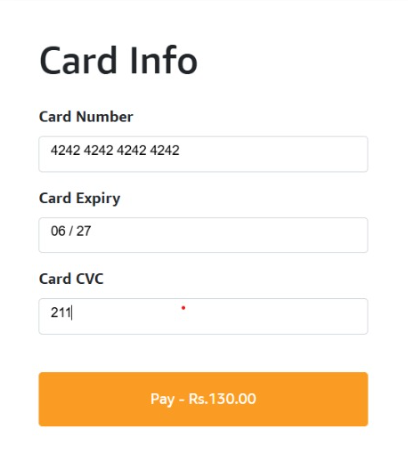 Card Info
Card Number
4242 4242 4242 4242
Card Expiry
06 / 27
Card CVC
211
Pay - Rs.130.00